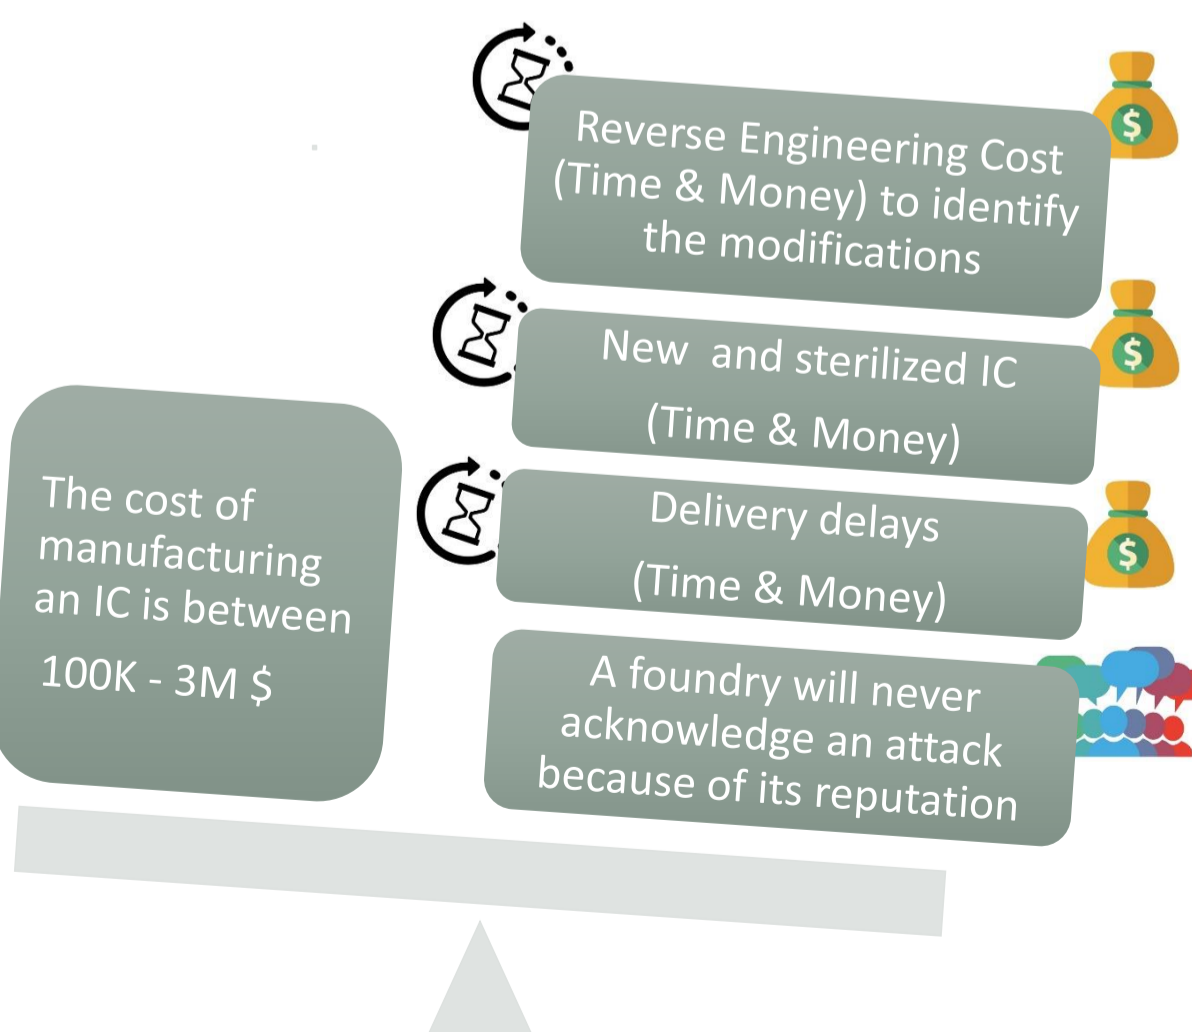 Reverse Engineering Cost
(Time & Money) to identify
the modifications
New and sterilized IC
(Time & Money)
Delivery delays
(Time & Money)
A foundry will never
acknowledge an attack
because of its reputation
The cost of
manufacturing
an IC is between
100K - 3M $
$
$
$